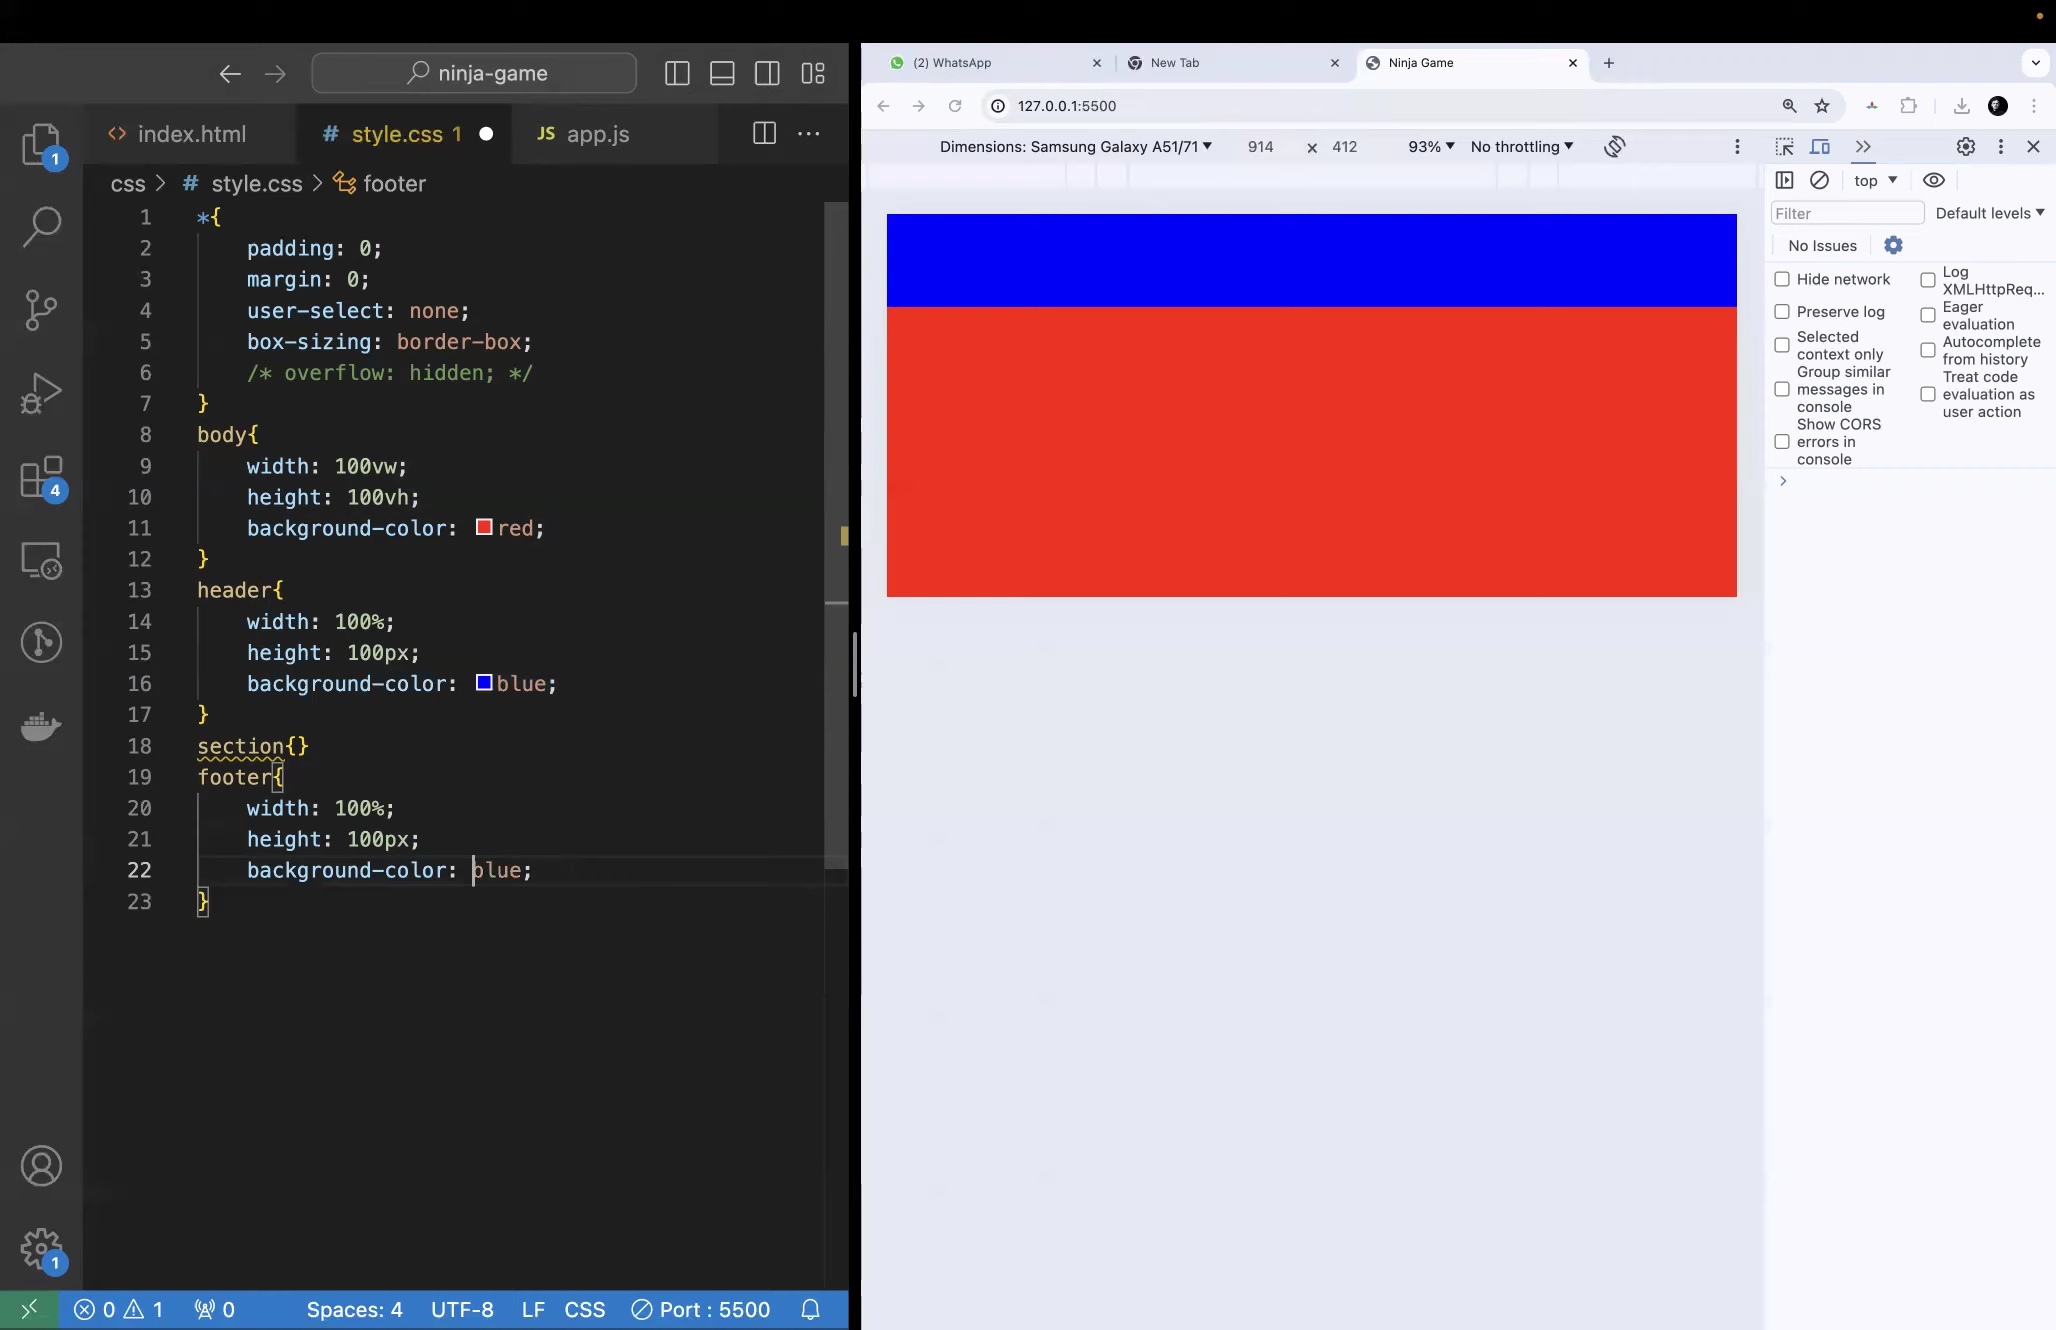 ninja-game
index.html
style.css 1
JS app.js
css > # style.css > footer
1 *{
2 padding: 0;
3 margin: 0;
4 user-select: none;
5 box-sizing: border-box;
6 /* overflow: hidden; */
7 }
8 body{
9 width: 100vw;
10 height: 100vh;
11 background-color: red;
12 }
13 header{
14 width: 100%;
15 height: 100px;
16 background-color: blue;
17 }
18 section{}
19 footer{
20 width: 100%;
21 height: 100px;
22 background-color: blue;
23 }
1
4
1
0 1 0 Spaces: 4 UTF-8 LF CSS Port : 5500
(2) WhatsApp
New Tab
Ninja Game
127.0.0.1:5500
Dimensions: Samsung Galaxy A51/71 914 × 412 93% No throttling
top
Filter
Default levels
No Issues
Hide network
Preserve log
Selected
context only
Group similar
messages in
console
Show CORS
errors in
console
Log
XMLHttpReq...
Eager
evaluation
Autocomplete
from history
Treat code
evaluation as
user action